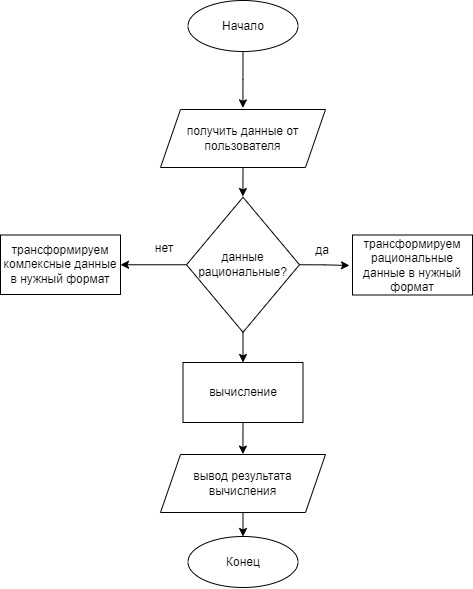 Начало
получить данные от
пользователя
нет
данные
рациональные?
да
трансформируем
комлексные данные
в нужный формат
трансформируем
рациональные
данные в нужный
формат
вычисление
вывод результата
вычисления
Конец